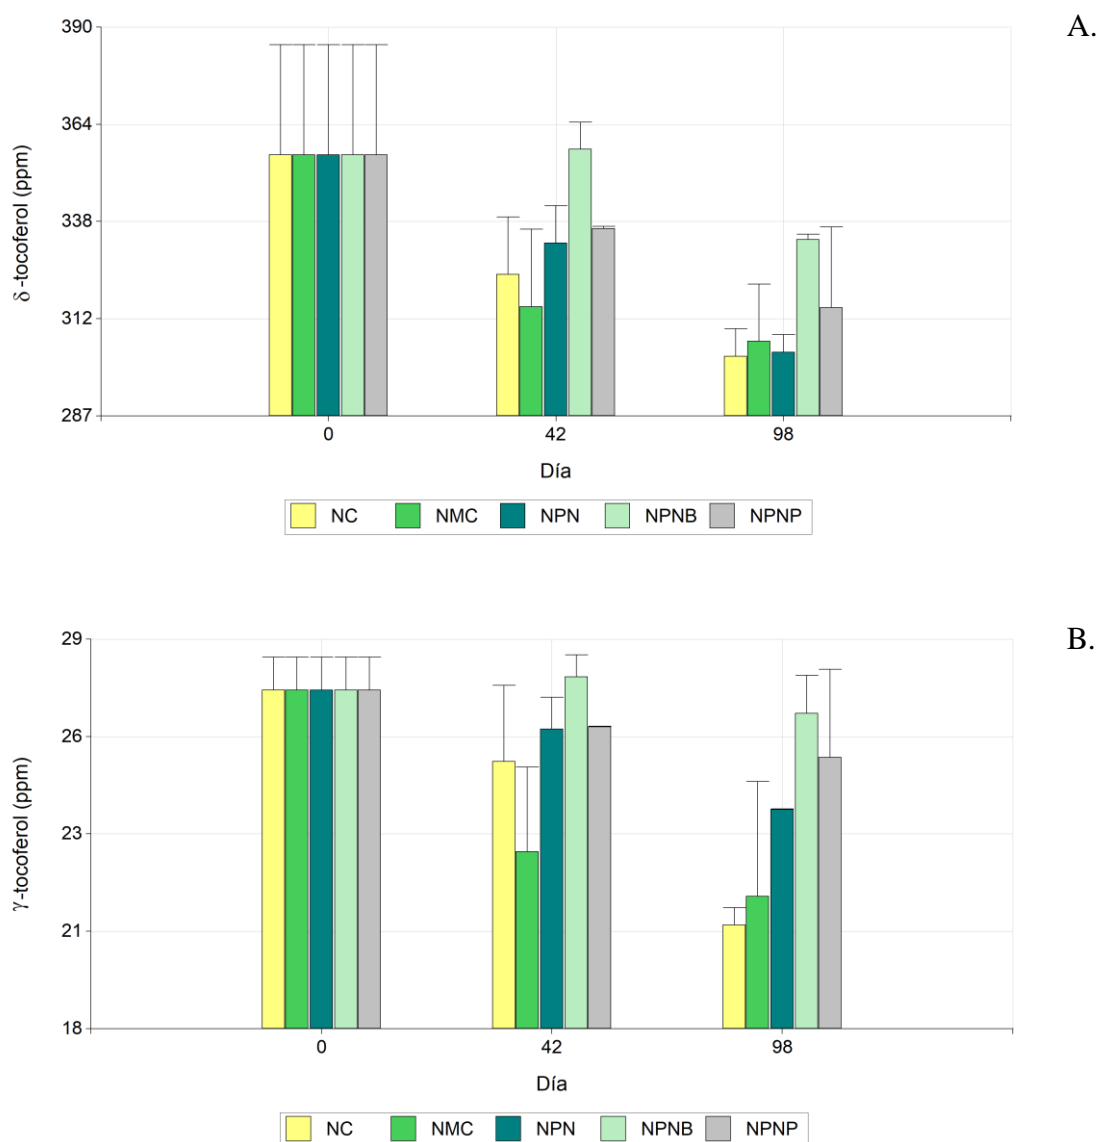 A.
390
364
338
312
287
δ -tocoferol (ppm)
0 42 98
Día
NC NMC NPN NPNB NPNP
B.
29
26
23
21
18
γ-tocoferol (ppm)
0 42 98
Día
NC NMC NPN NPNB NPNP